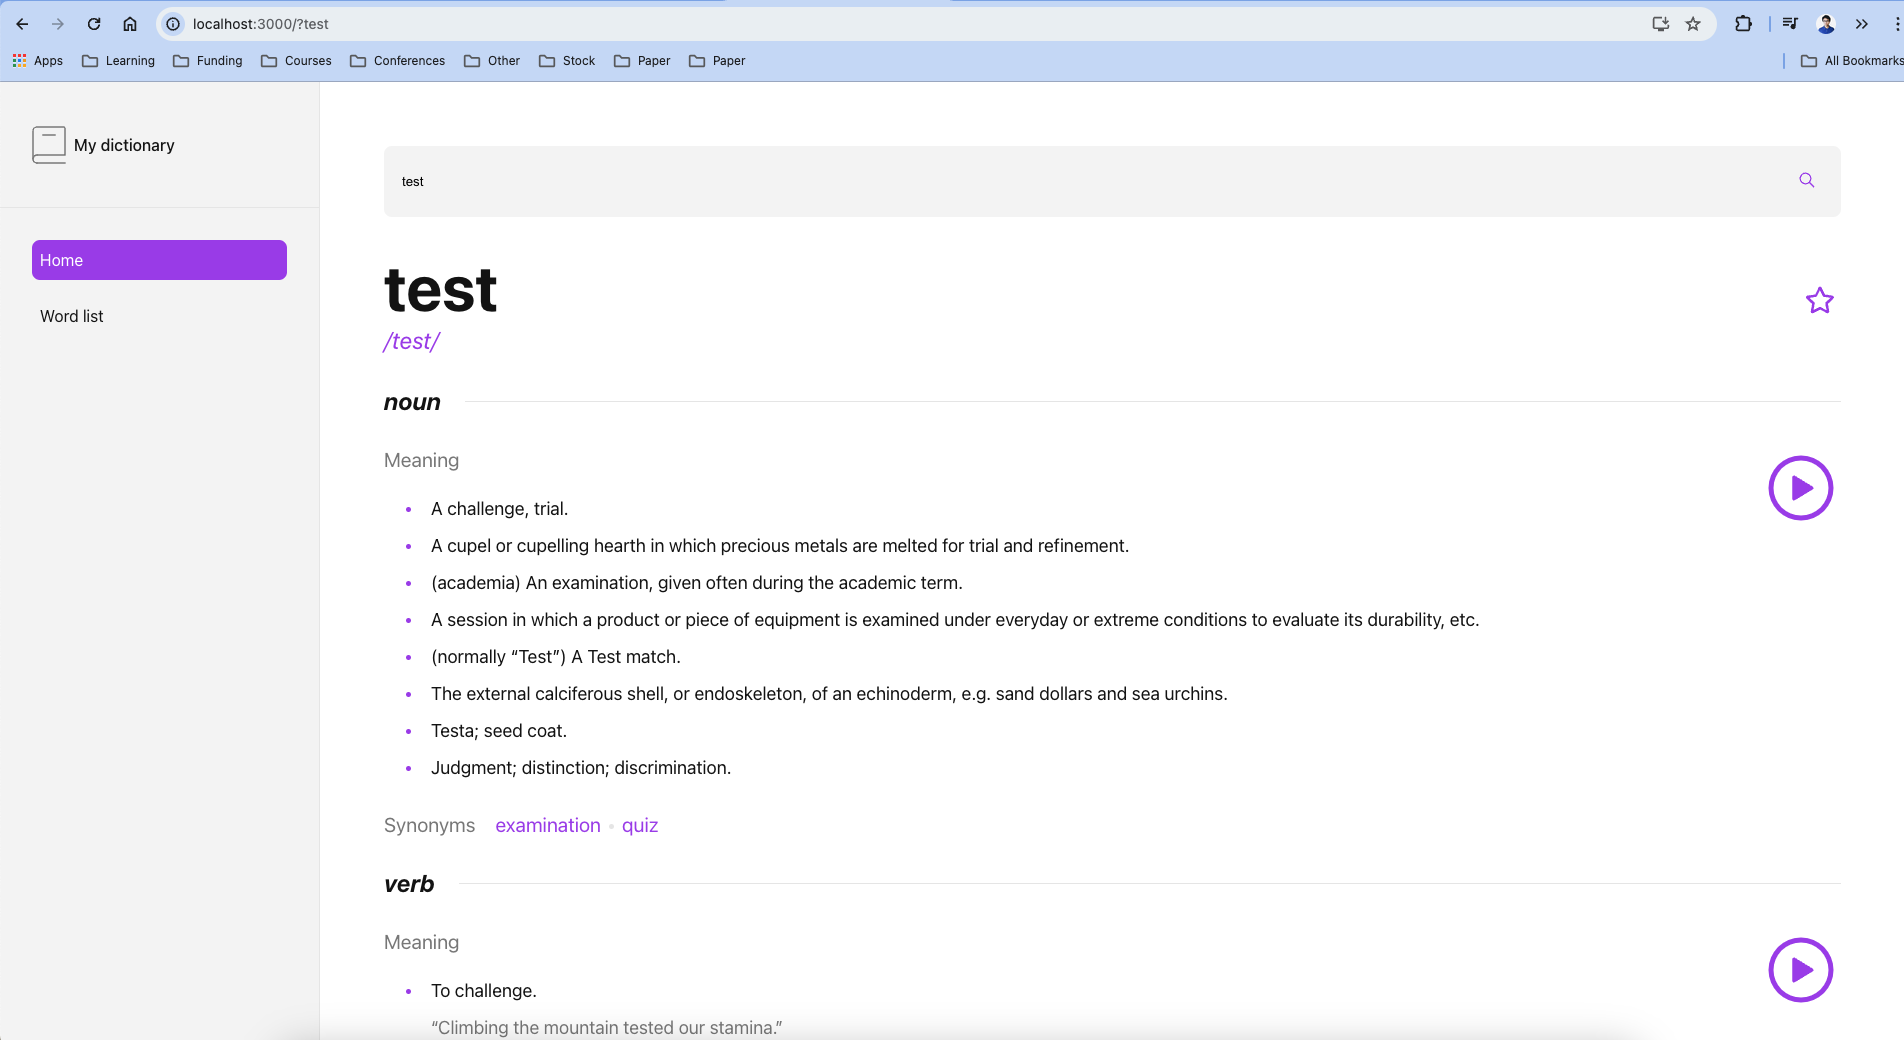 localhost:3000/?test
Apps Learning Funding Courses Conferences Other Stock Paper Paper All Bookmarks
My dictionary
test
Home
test
Word list
/test/
noun
Meaning
A challenge, trial.
A cupel or cupelling hearth in which precious metals are melted for trial and refinement.
(academia) An examination, given often during the academic term.
A session in which a product or piece of equipment is examined under everyday or extreme conditions to evaluate its durability, etc.
(normally “Test”) A Test match.
The external calciferous shell, or endoskeleton, of an echinoderm, e.g. sand dollars and sea urchins.
Testa; seed coat.
Judgment; distinction; discrimination.
Synonyms examination • quiz
verb
Meaning
To challenge.
“Climbing the mountain tested our stamina.”